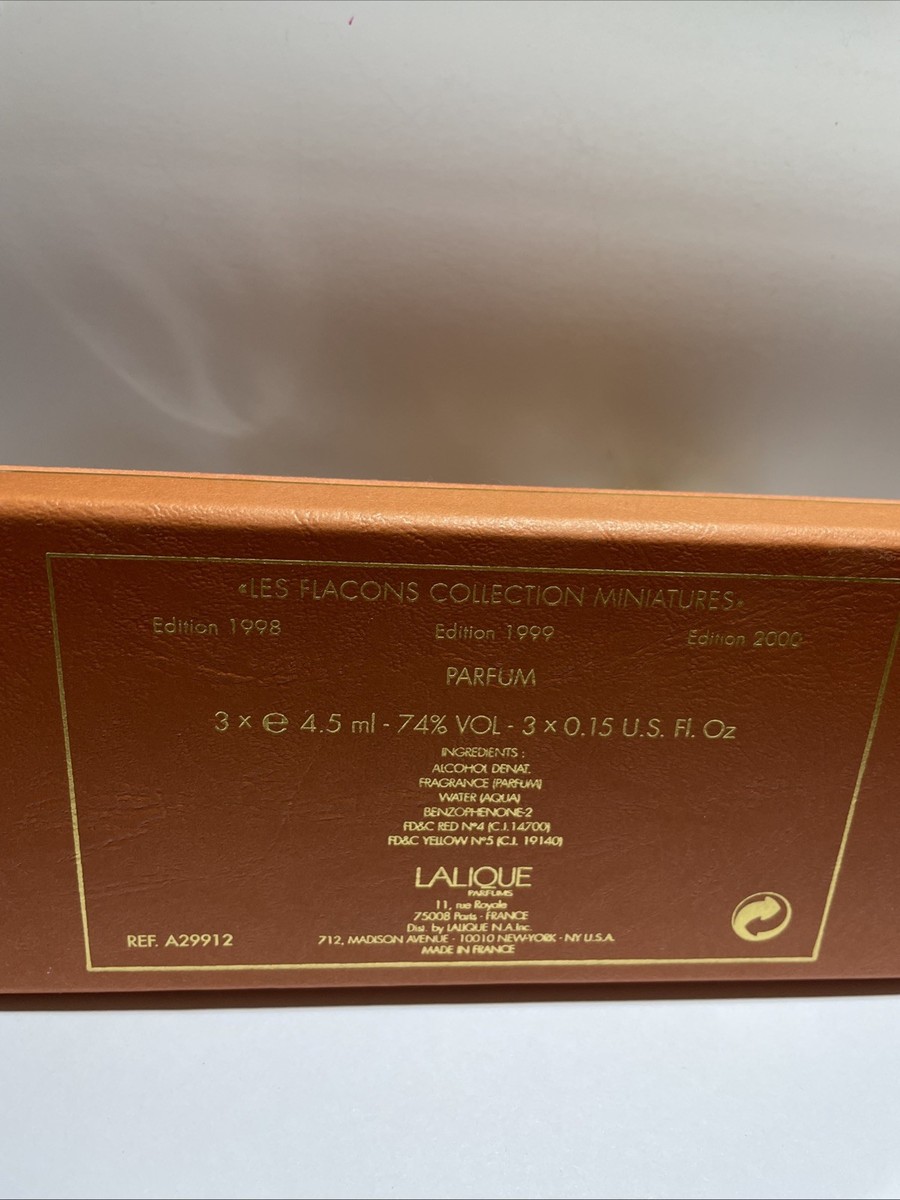 «LES FLACONS COLLECTION MINIATURES»
Edition 1998 Edition 1999 Edition 2000
PARFUM
3 x ℮ 4.5 ml - 74% VOL - 3 x 0.15 U.S. Fl. Oz
INGREDIENTS :
ALCOHOL DENAT.
FRAGRANCE (PARFUM)
WATER (AQUA)
BENZOPHENONE-2
FD&C RED N°4 (C.I.14700)
FD&C YELLOW N°5 (C.I. 19140)
LALIQUE
PARFUMS
11, rue Royale
75008 Paris - FRANCE
Dist. by LALIQUE N.A.Inc.
712, MADISON AVENUE - 10010 NEW-YORK - NY U.S.A.
MADE IN FRANCE
REF. A29912